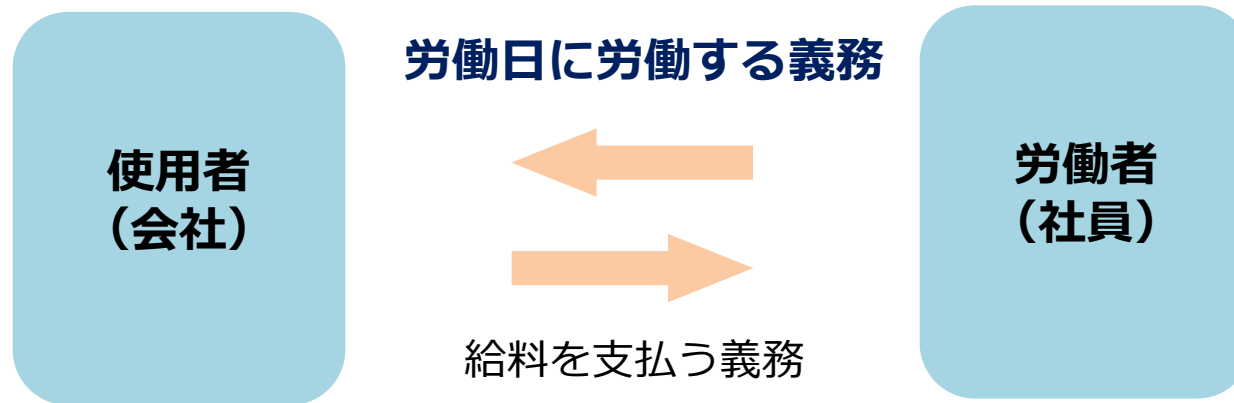 労働日に労働する義務
使用者
（会社）
労働者
（社員）
給料を支払う義務